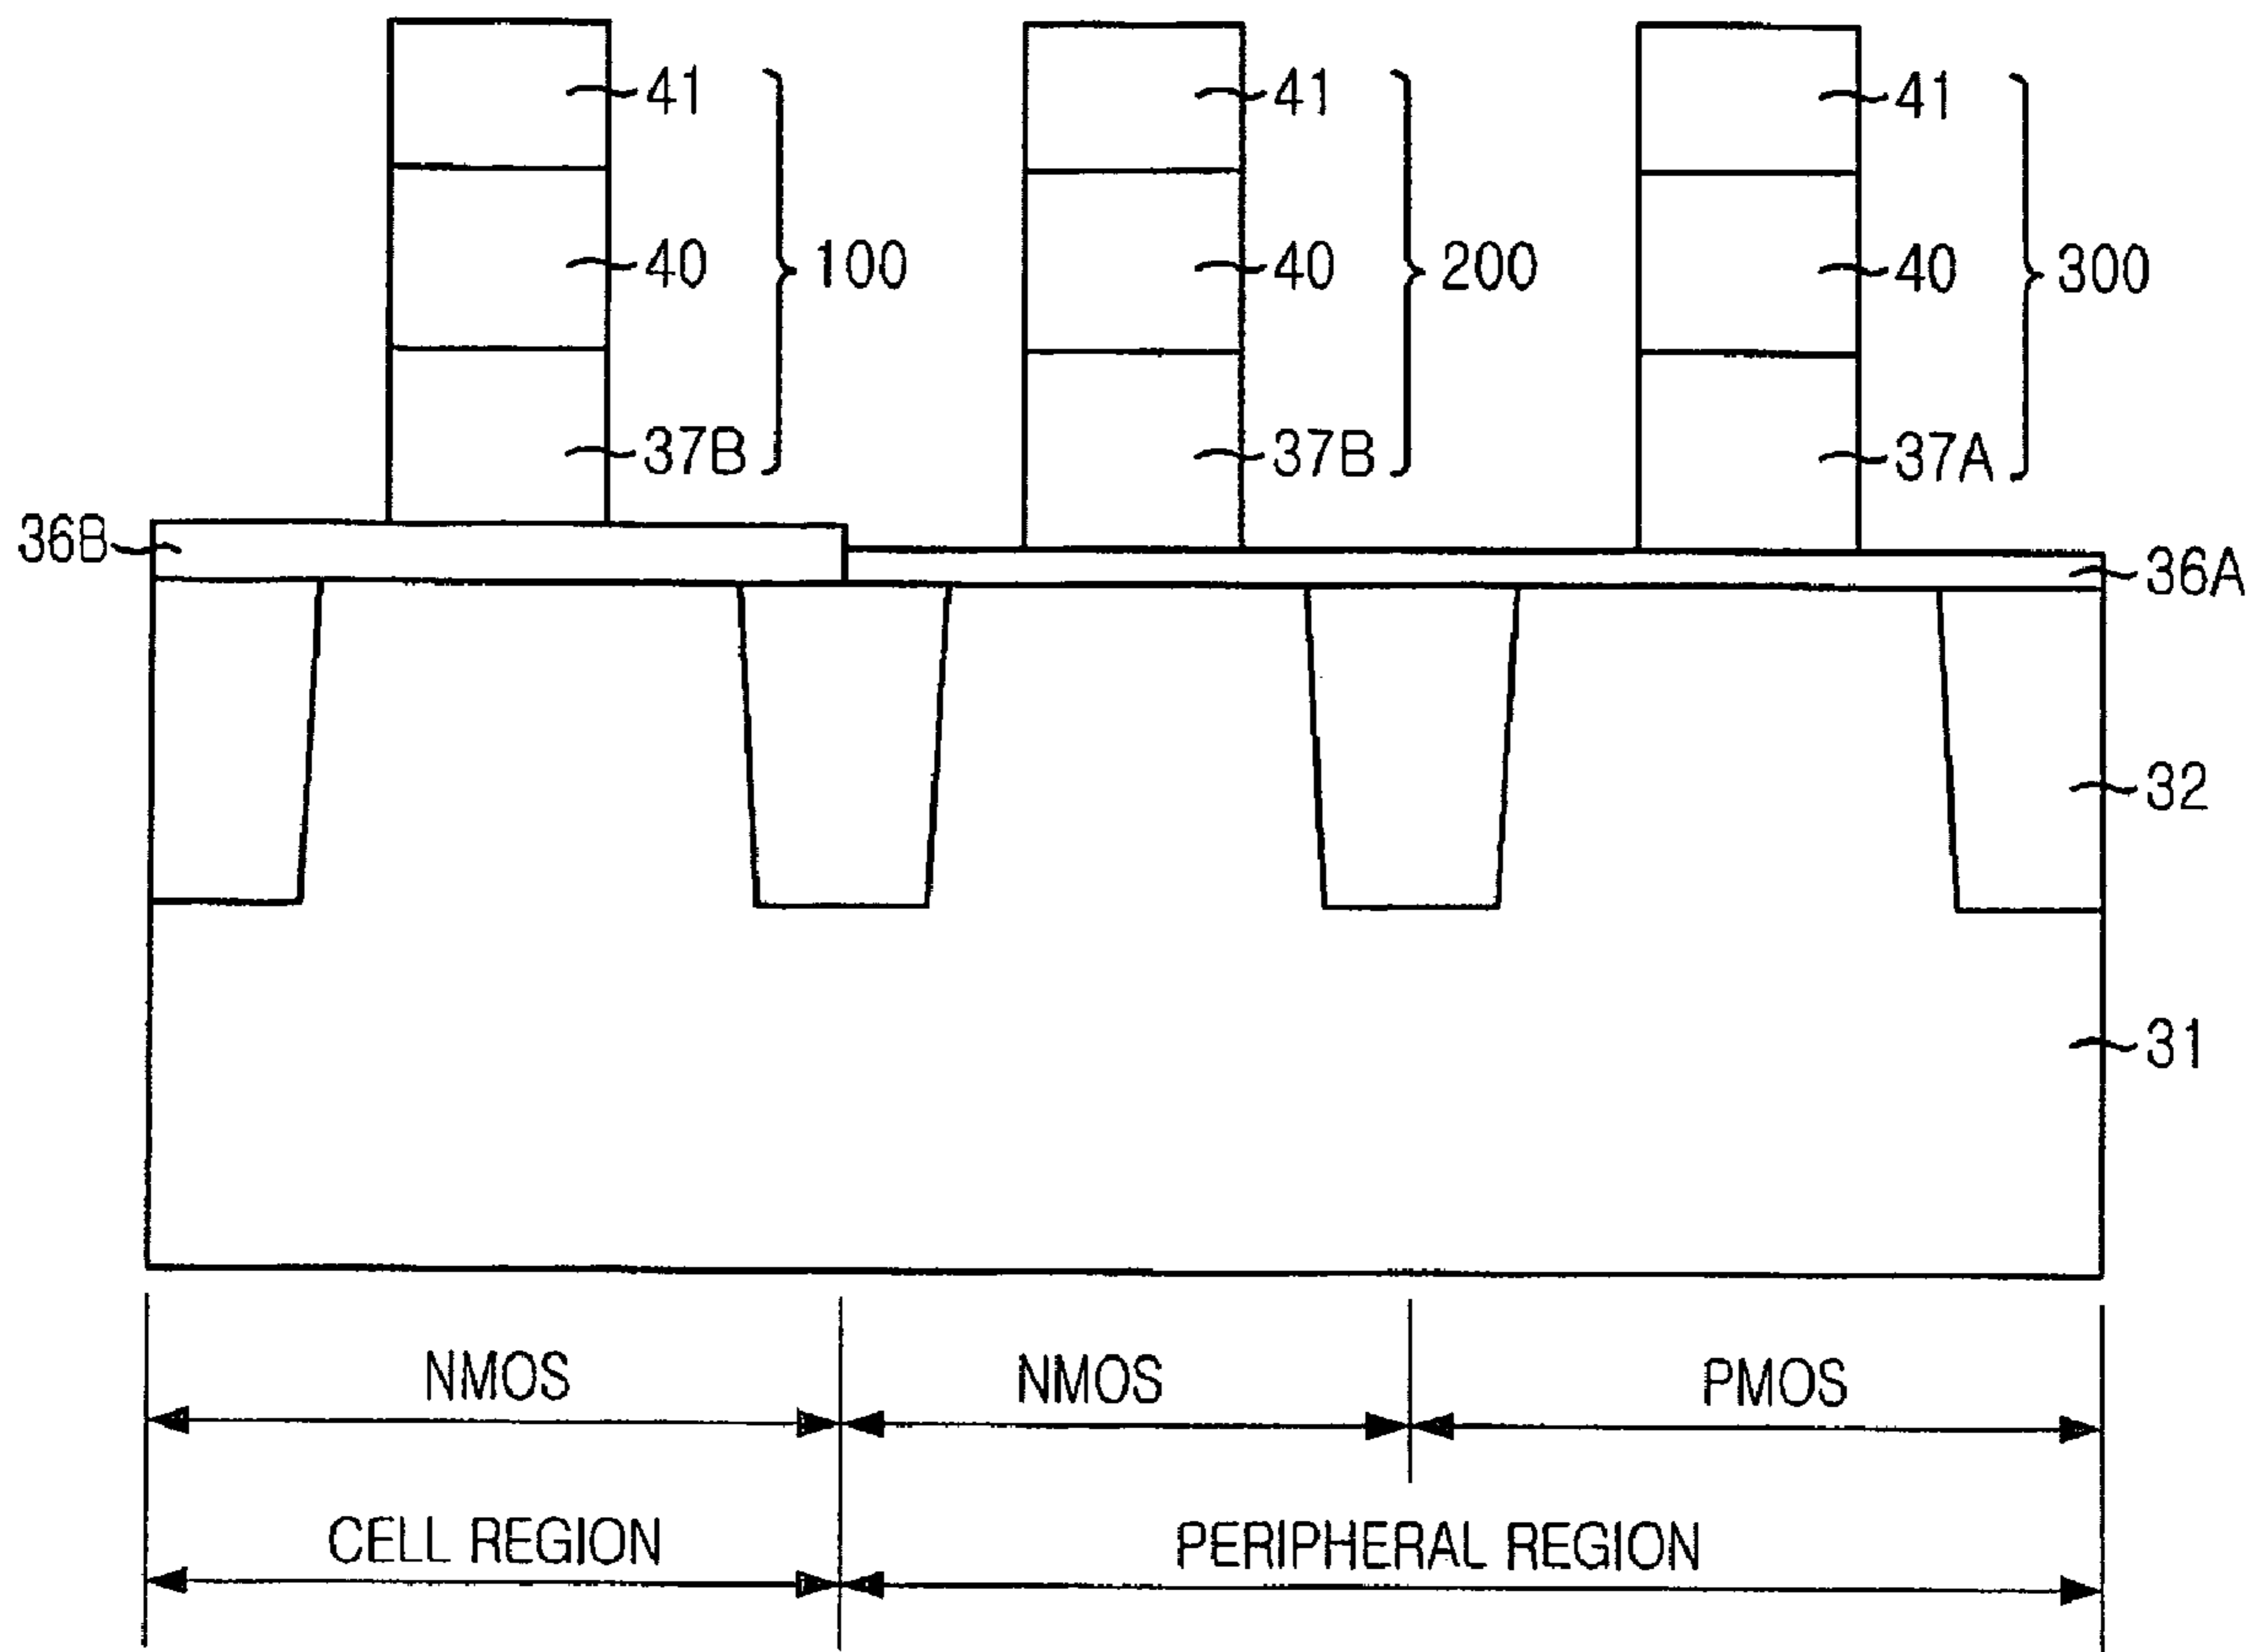 41 41 41
40 100 40 200 40 300
37B 37B 37A
36B 36A
32
31
NMOS NMOS PMOS
CELL REGION PERIPHERAL REGION